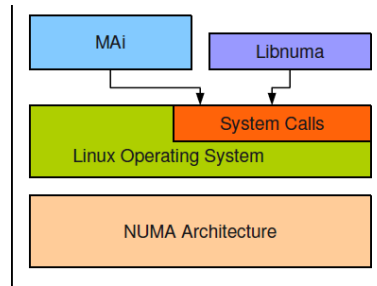 MAi
Libnuma
System Calls
Linux Operating System
NUMA Architecture